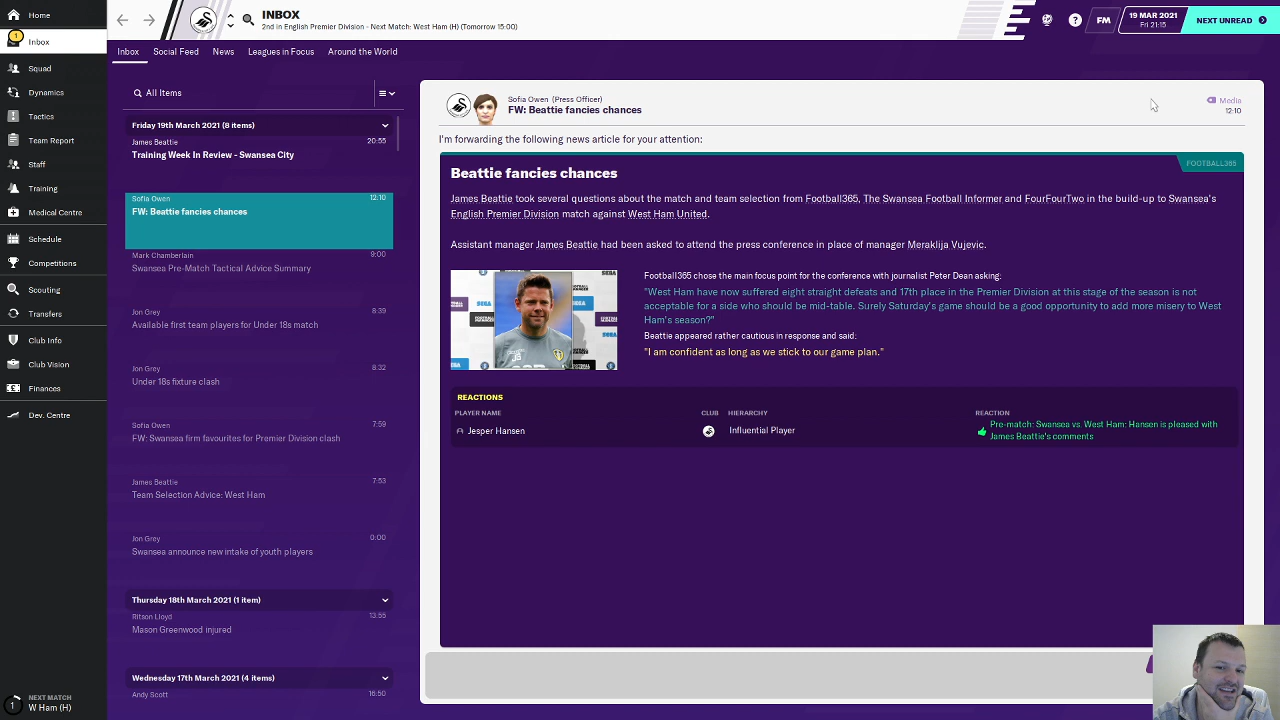 INBOX
2nd in English Premier Division - Next Match: West Ham (H) (Tomorrow 15:00)
?
FM
19 MAR 2021
Fri 21:15
NEXT UNREAD
1
Inbox
Inbox
Social Feed
News
Leagues in Focus
Around the World
Home
Inbox
Squad
Dynamics
Tactics
Team Report
Staff
Training
Medical Centre
Schedule
Competitions
Scouting
Transfers
Club Info
Club Vision
Finances
Dev. Centre
1
NEXT MATCH
W Ham (H)
All Items
Friday 19th March 2021 (8 items)
James Beattie
20:55
Training Week In Review - Swansea City
Sofia Owen
12:10
FW: Beattie fancies chances
Mark Chamberlain
9:00
Swansea Pre-Match Tactical Advice Summary
Jon Grey
8:39
Available first team players for Under 18s match
Jon Grey
8:32
Under 18s fixture clash
Sofia Owen
7:59
FW: Swansea firm favourites for Premier Division clash
James Beattie
7:53
Team Selection Advice: West Ham
Jon Grey
0:00
Swansea announce new intake of youth players
Thursday 18th March 2021 (1 item)
Ritson Lloyd
13:55
Mason Greenwood injured
Wednesday 17th March 2021 (4 items)
Andy Scott
16:50
Sofia Owen (Press Officer)
FW: Beattie fancies chances
Media
12:10
I'm forwarding the following news article for your attention:
FOOTBALL365
Beattie fancies chances
James Beattie took several questions about the match and team selection from Football365, The Swansea Football Informer and FourFourTwo in the build-up to Swansea's
English Premier Division match against West Ham United.
Assistant manager James Beattie had been asked to attend the press conference in place of manager Meraklija Vujevic.
SEGA
Football365 chose the main focus point for the conference with journalist Peter Dean asking:
"West Ham have now suffered eight straight defeats and 17th place in the Premier Division at this stage of the season is not
acceptable for a side who should be mid-table. Surely Saturday's game should be a good opportunity to add more misery to West
Ham's season?"
Beattie appeared rather cautious in response and said:
"I am confident as long as we stick to our game plan."
REACTIONS
PLAYER NAME
CLUB
HIERARCHY
REACTION
Jesper Hansen
Influential Player
Pre-match: Swansea vs. West Ham: Hansen is pleased with
James Beattie's comments